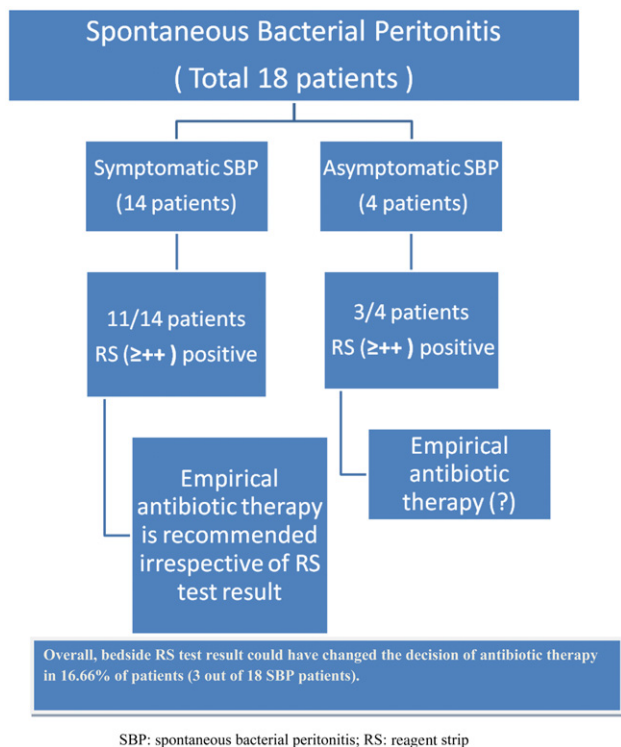 Spontaneous Bacterial Peritonitis
( Total 18 patients )
Symptomatic SBP
(14 patients)
Asymptomatic SBP
(4 patients)
11/14 patients
RS (≥++ ) positive
3/4 patients
RS (≥++ ) positive
Empirical
antibiotic therapy
is recommended
irrespective of RS
test result
Empirical
antibiotic
therapy (?)
Overall, bedside RS test result could have changed the decision of antibiotic therapy
in 16.66% of patients (3 out of 18 SBP patients).
SBP: spontaneous bacterial peritonitis; RS: reagent strip